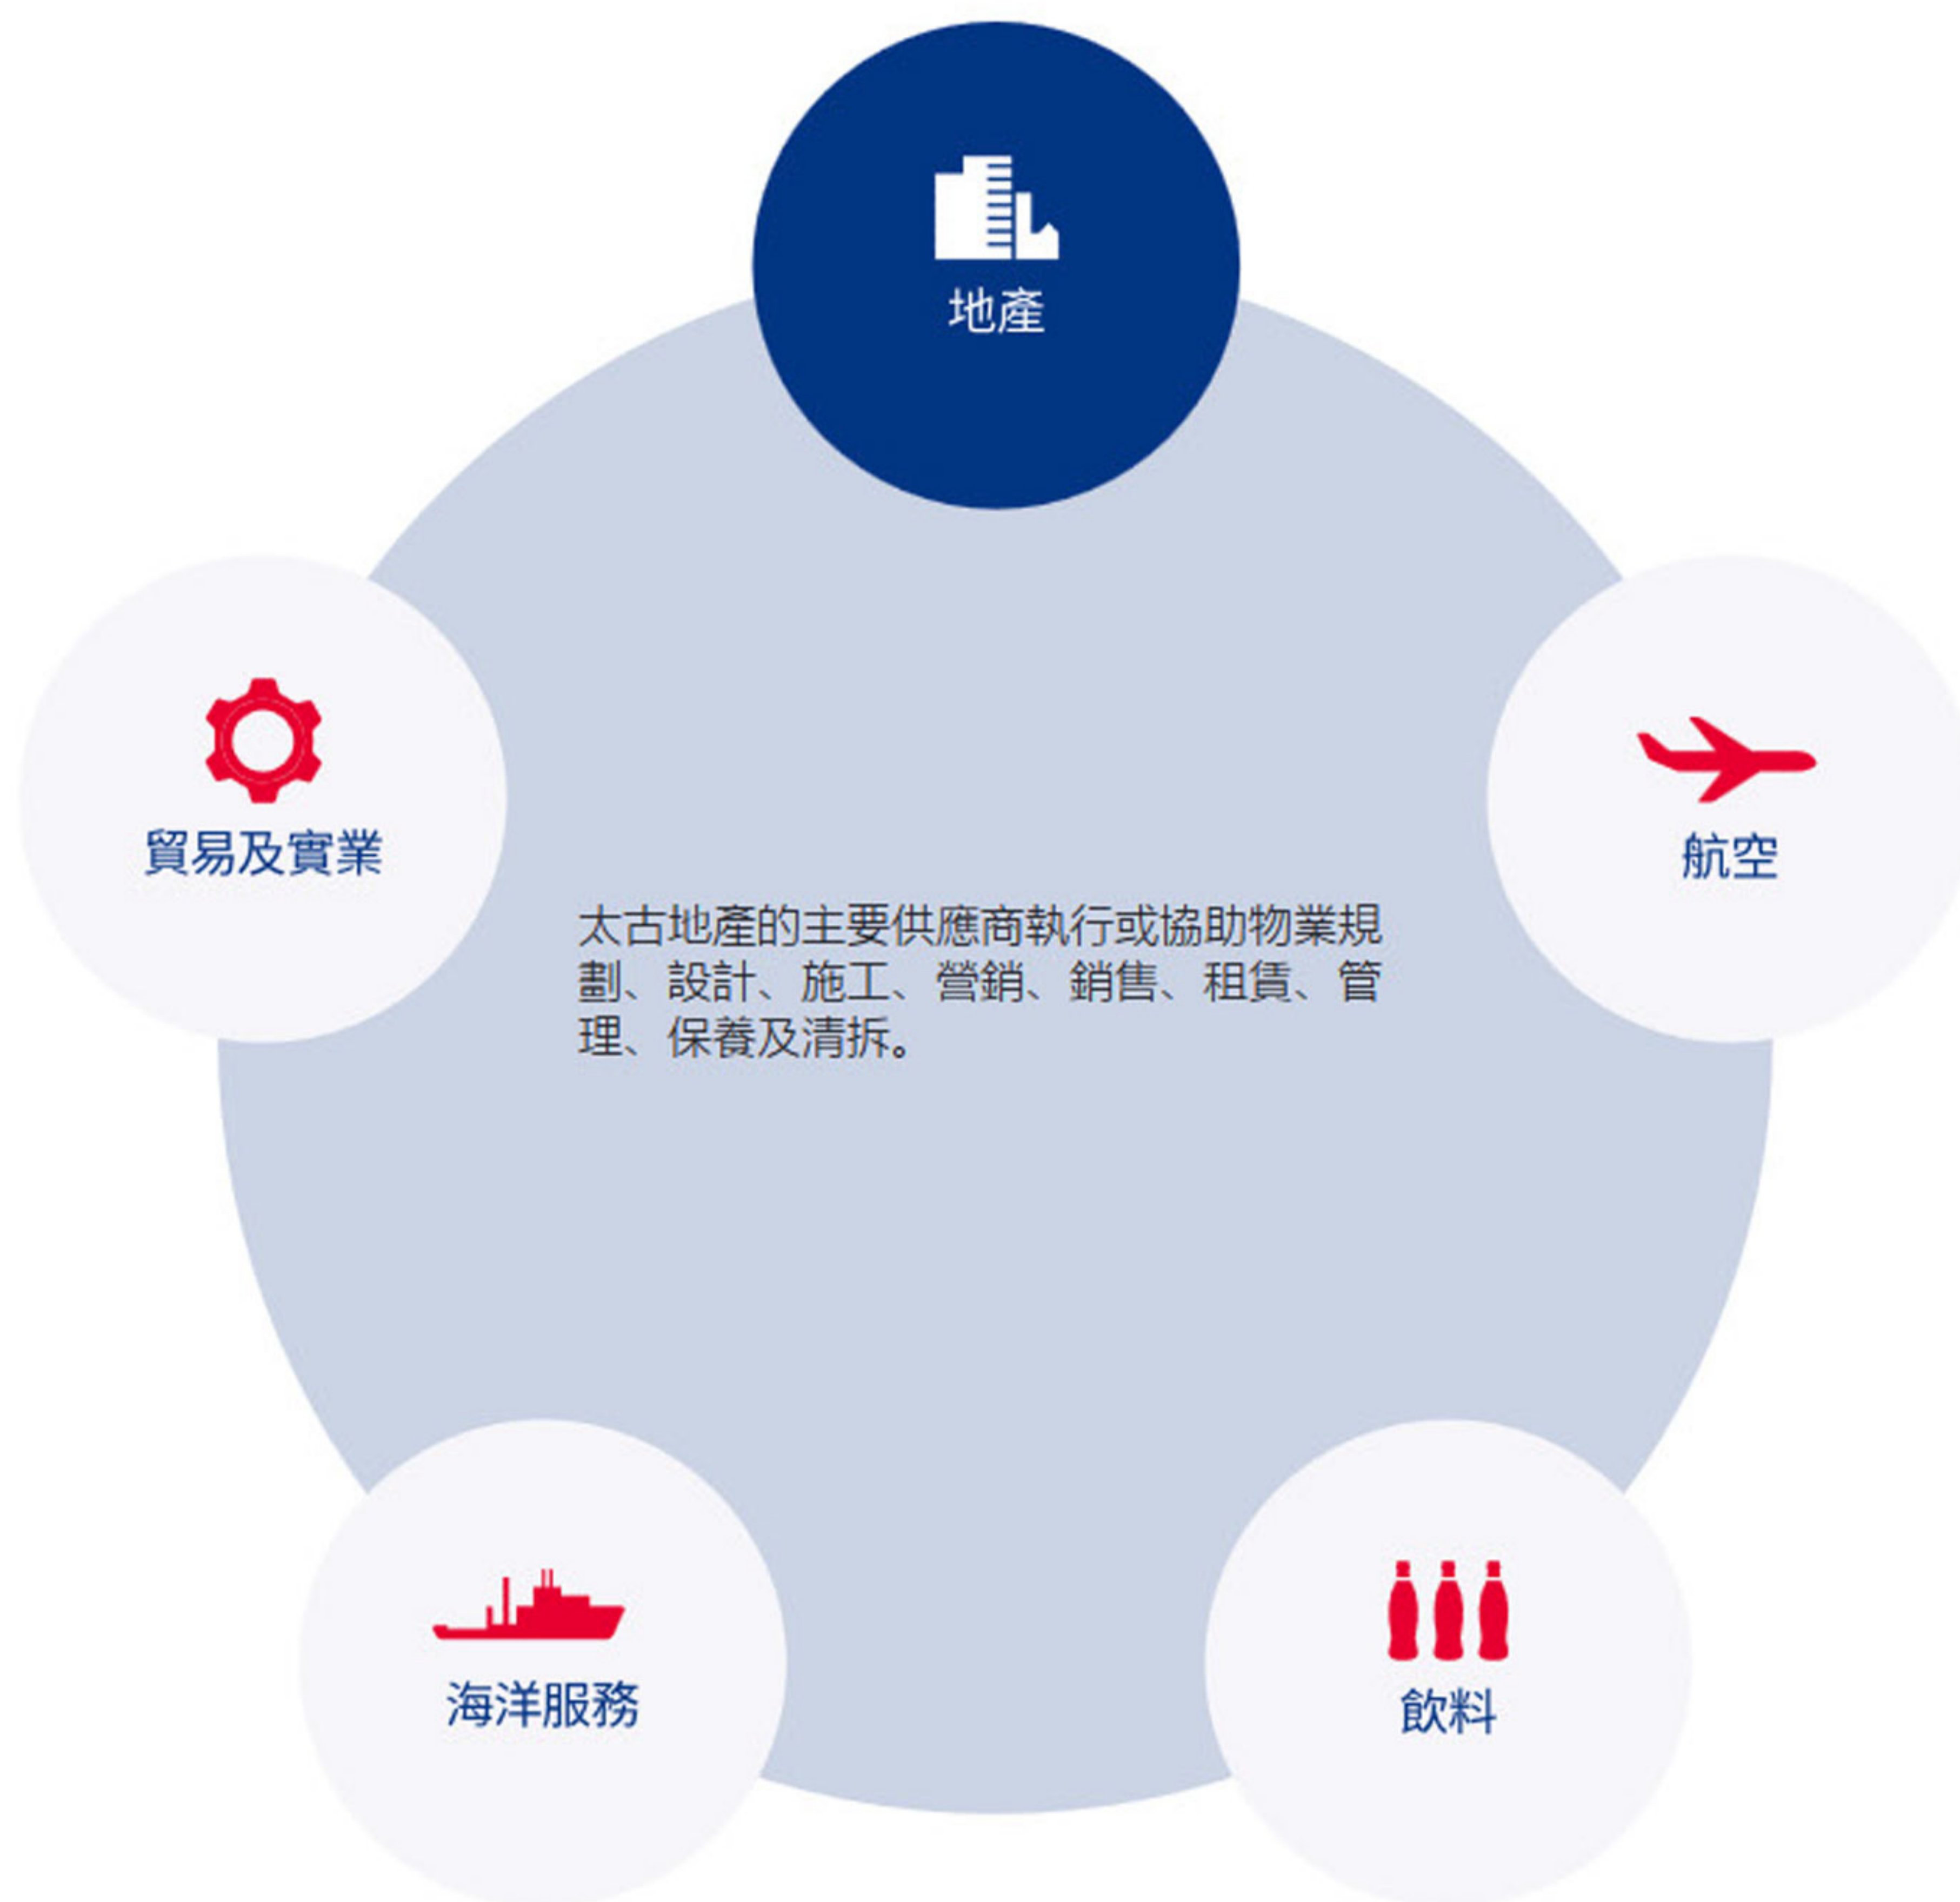 地產
貿易及實業
航空
太古地產的主要供應商執行或協助物業規
劃、設計、施工、營銷、銷售、租賃、管
理、保養及清拆。
海洋服務
飲料